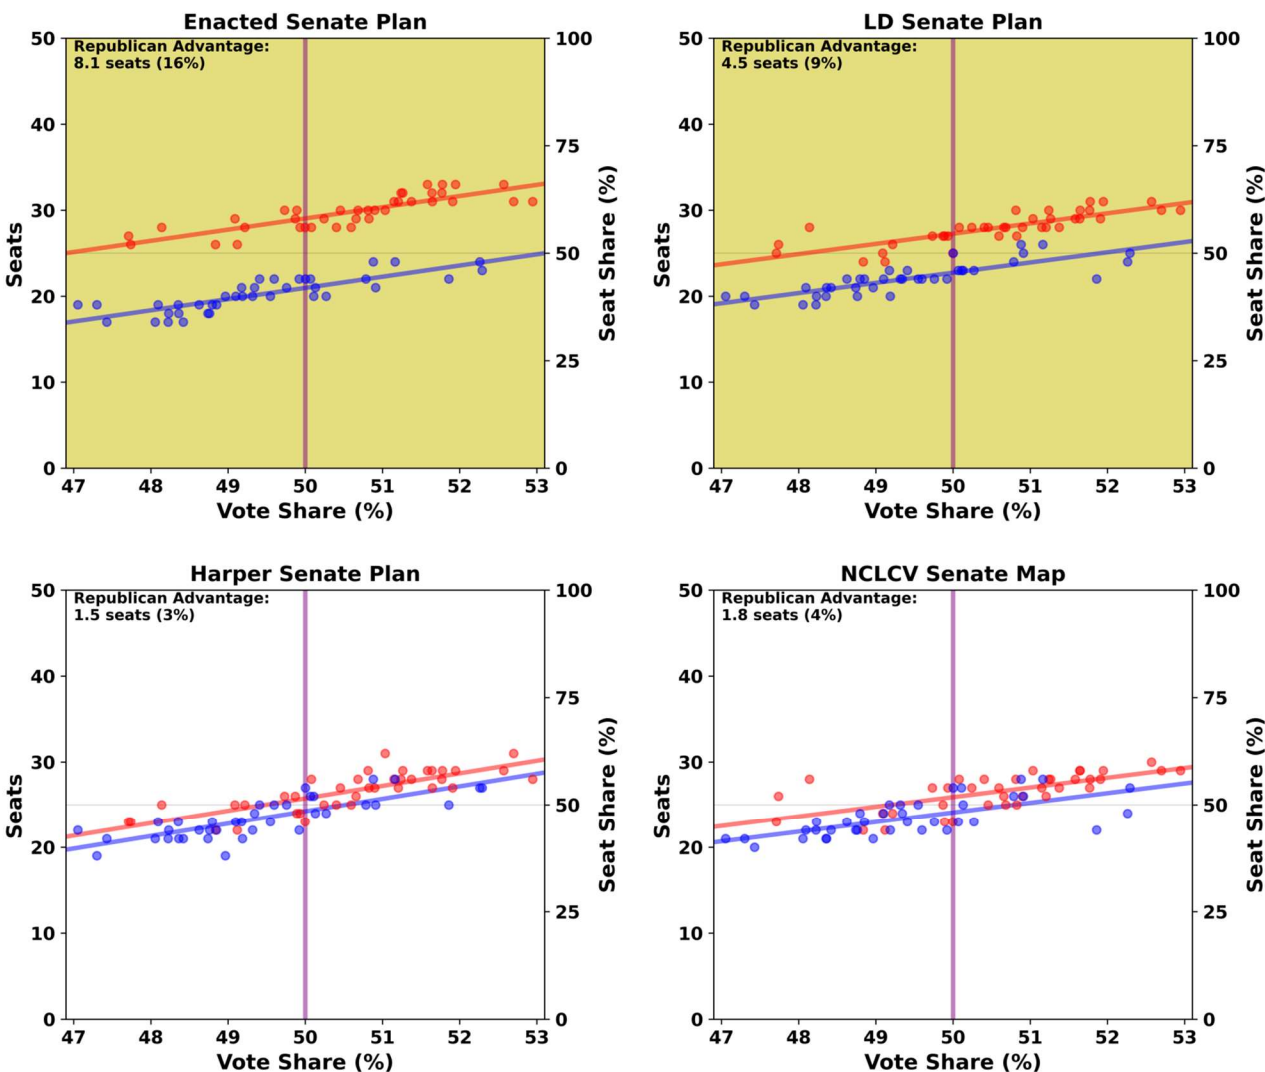 Enacted Senate Plan
Republican Advantage:
8.1 seats (16%)
50
40
30
20
10
0
Seats
100
75
50
25
0
Seat Share (%)
47 48 49 50 51 52 53
Vote Share (%)
LD Senate Plan
Republican Advantage:
4.5 seats (9%)
50
40
30
20
10
0
Seats
100
75
50
25
0
Seat Share (%)
47 48 49 50 51 52 53
Vote Share (%)
Harper Senate Plan
Republican Advantage:
1.5 seats (3%)
50
40
30
20
10
0
Seats
100
75
50
25
0
Seat Share (%)
47 48 49 50 51 52 53
Vote Share (%)
NCLCV Senate Map
Republican Advantage:
1.8 seats (4%)
50
40
30
20
10
0
Seats
100
75
50
25
0
Seat Share (%)
47 48 49 50 51 52 53
Vote Share (%)